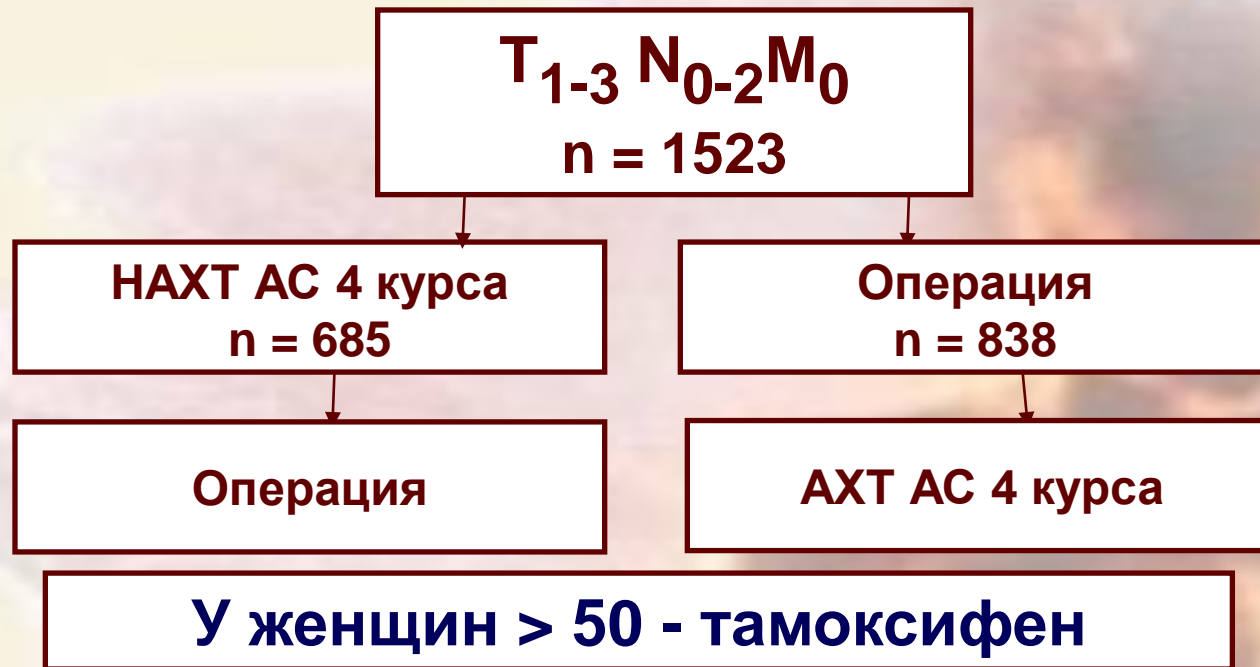 T1-3 N0-2M0
n = 1523
НАХТ АС 4 курса
n = 685
Операция
n = 838
Операция
АХТ АС 4 курса
У женщин > 50 - тамоксифен